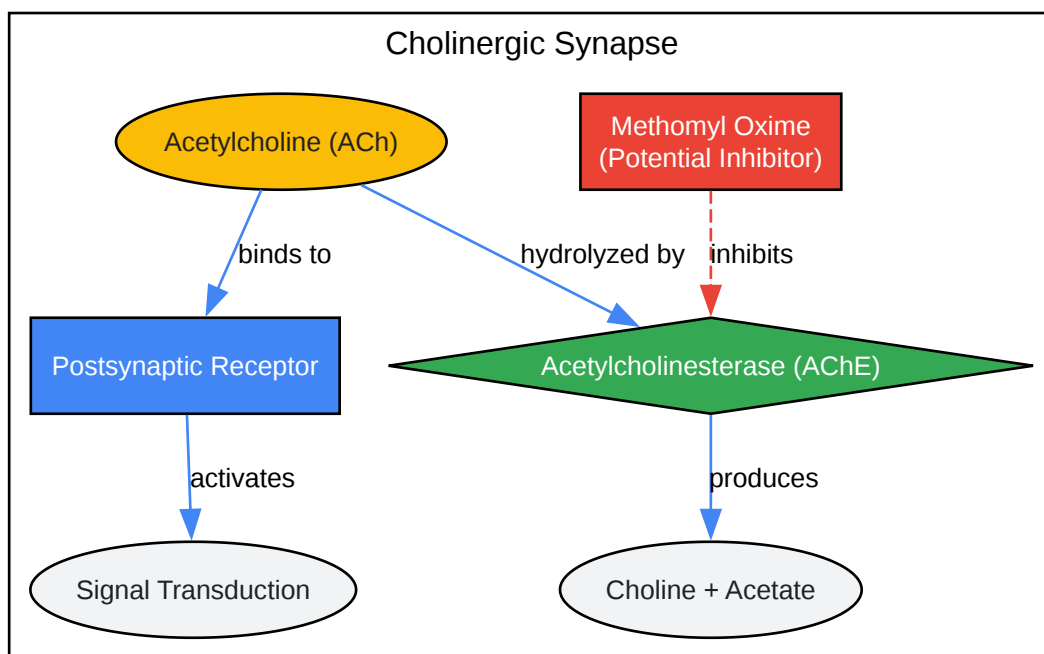 Cholinergic Synapse
Acetylcholine (ACh)
Methomyl Oxime
(Potential Inhibitor)
binds to
hydrolyzed by
inhibits
Postsynaptic Receptor
Acetylcholinesterase (AChE)
activates
produces
Signal Transduction
Choline + Acetate